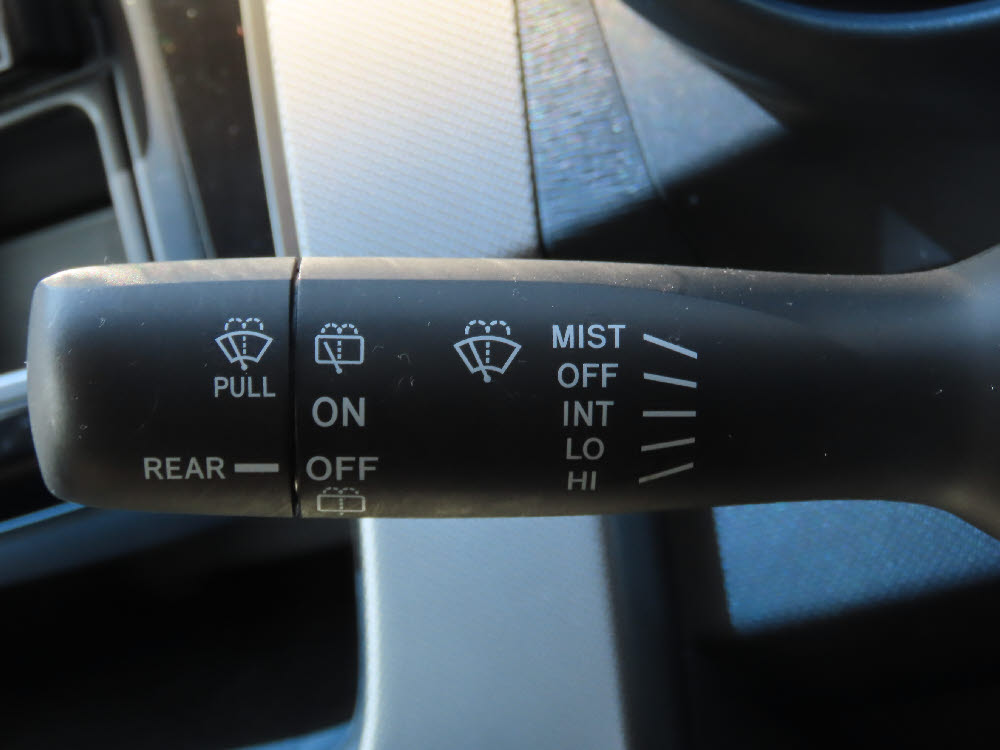 PULL
REAR
ON
OFF
MIST
OFF
INT
LO
HI